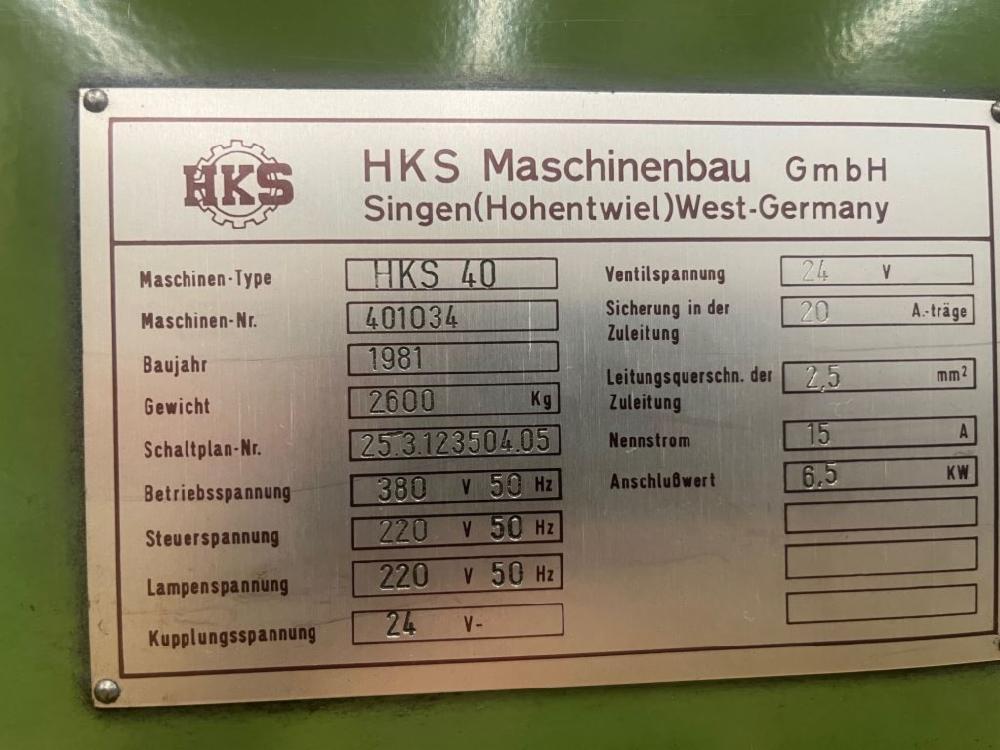 HKS
HKS Maschinenbau GmbH
Singen(Hohentwiel)West-Germany
Maschinen-Type HKS 40
Maschinen-Nr. 401034
Baujahr 1981
Gewicht 2600 Kg
Schaltplan-Nr. 25.3.123504.05
Betriebsspannung 380 V 50 Hz
Steuerspannung 220 V 50 Hz
Lampenspannung 220 V 50 Hz
Kupplungsspannung 24 V-
Ventilspannung 24 V
Sicherung in der
Zuleitung 20 A.-träge
Leitungsquerschn. der
Zuleitung 2,5 mm²
Nennstrom 15 A
Anschlußwert 6,5 KW